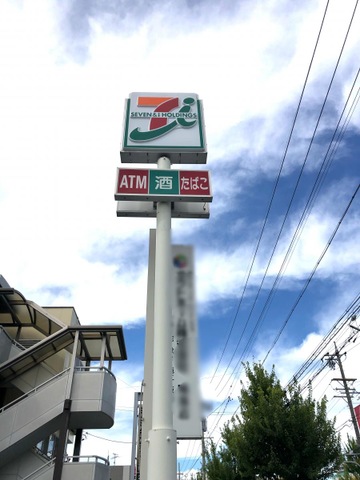 SEVEN&I HOLDINGS
ATM 酒 たばこ